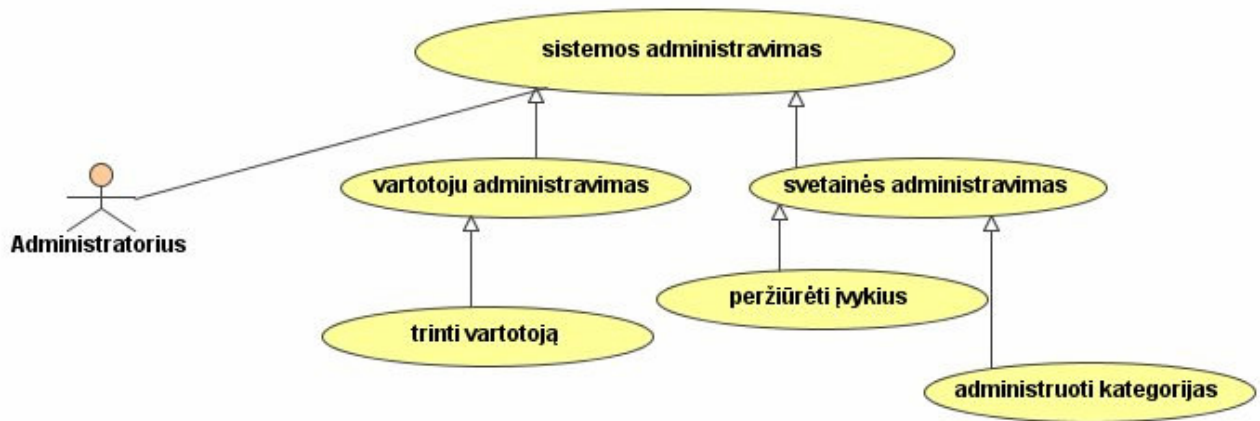 sistemos administravimas
vartotoju administravimas
svetainės administravimas
Administratorius
peržiūrėti įvykius
trinti vartotoją
administruoti kategorijas